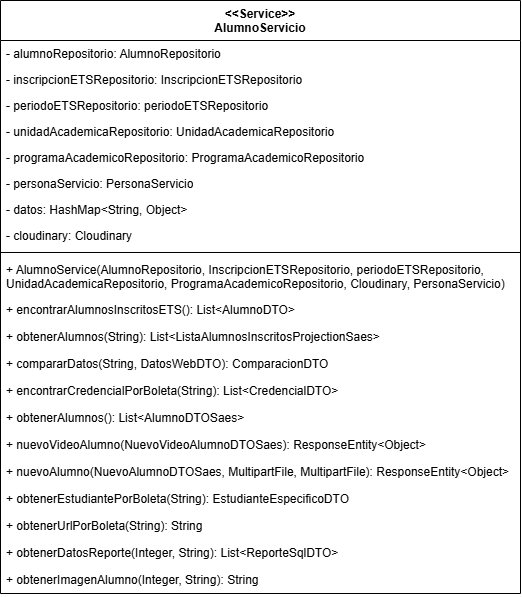 <<Service>>
AlumnoServicio
- alumnoRepositorio: AlumnoRepositorio
- inscripcionETSRepositorio: InscripcionETSRepositorio
- periodoETSRepositorio: periodoETSRepositorio
- unidadAcademicaRepositorio: UnidadAcademicaRepositorio
- programaAcademicoRepositorio: ProgramaAcademicoRepositorio
- personaServicio: PersonaServicio
- datos: HashMap<String, Object>
- cloudinary: Cloudinary
+ AlumnoService(AlumnoRepositorio, InscripcionETSRepositorio, periodoETSRepositorio,
UnidadAcademicaRepositorio, ProgramaAcademicoRepositorio, Cloudinary, PersonaServicio)
+ encontrarAlumnosInscritosETS(): List<AlumnoDTO>
+ obtenerAlumnos(String): List<ListaAlumnosInscritosProjectionSaes>
+ compararDatos(String, DatosWebDTO): ComparacionDTO
+ encontrarCredencialPorBoleta(String): List<CredencialDTO>
+ obtenerAlumnos(): List<AlumnoDTOSaes>
+ nuevoVideoAlumno(NuevoVideoAlumnoDTOSaes): ResponseEntity<Object>
+ nuevoAlumno(NuevoAlumnoDTOSaes, MultipartFile, MultipartFile): ResponseEntity<Object>
+ obtenerEstudiantePorBoleta(String): EstudianteEspecificoDTO
+ obtenerUrlPorBoleta(String): String
+ obtenerDatosReporte(Integer, String): List<ReporteSqlDTO>
+ obtenerImagenAlumno(Integer, String): String